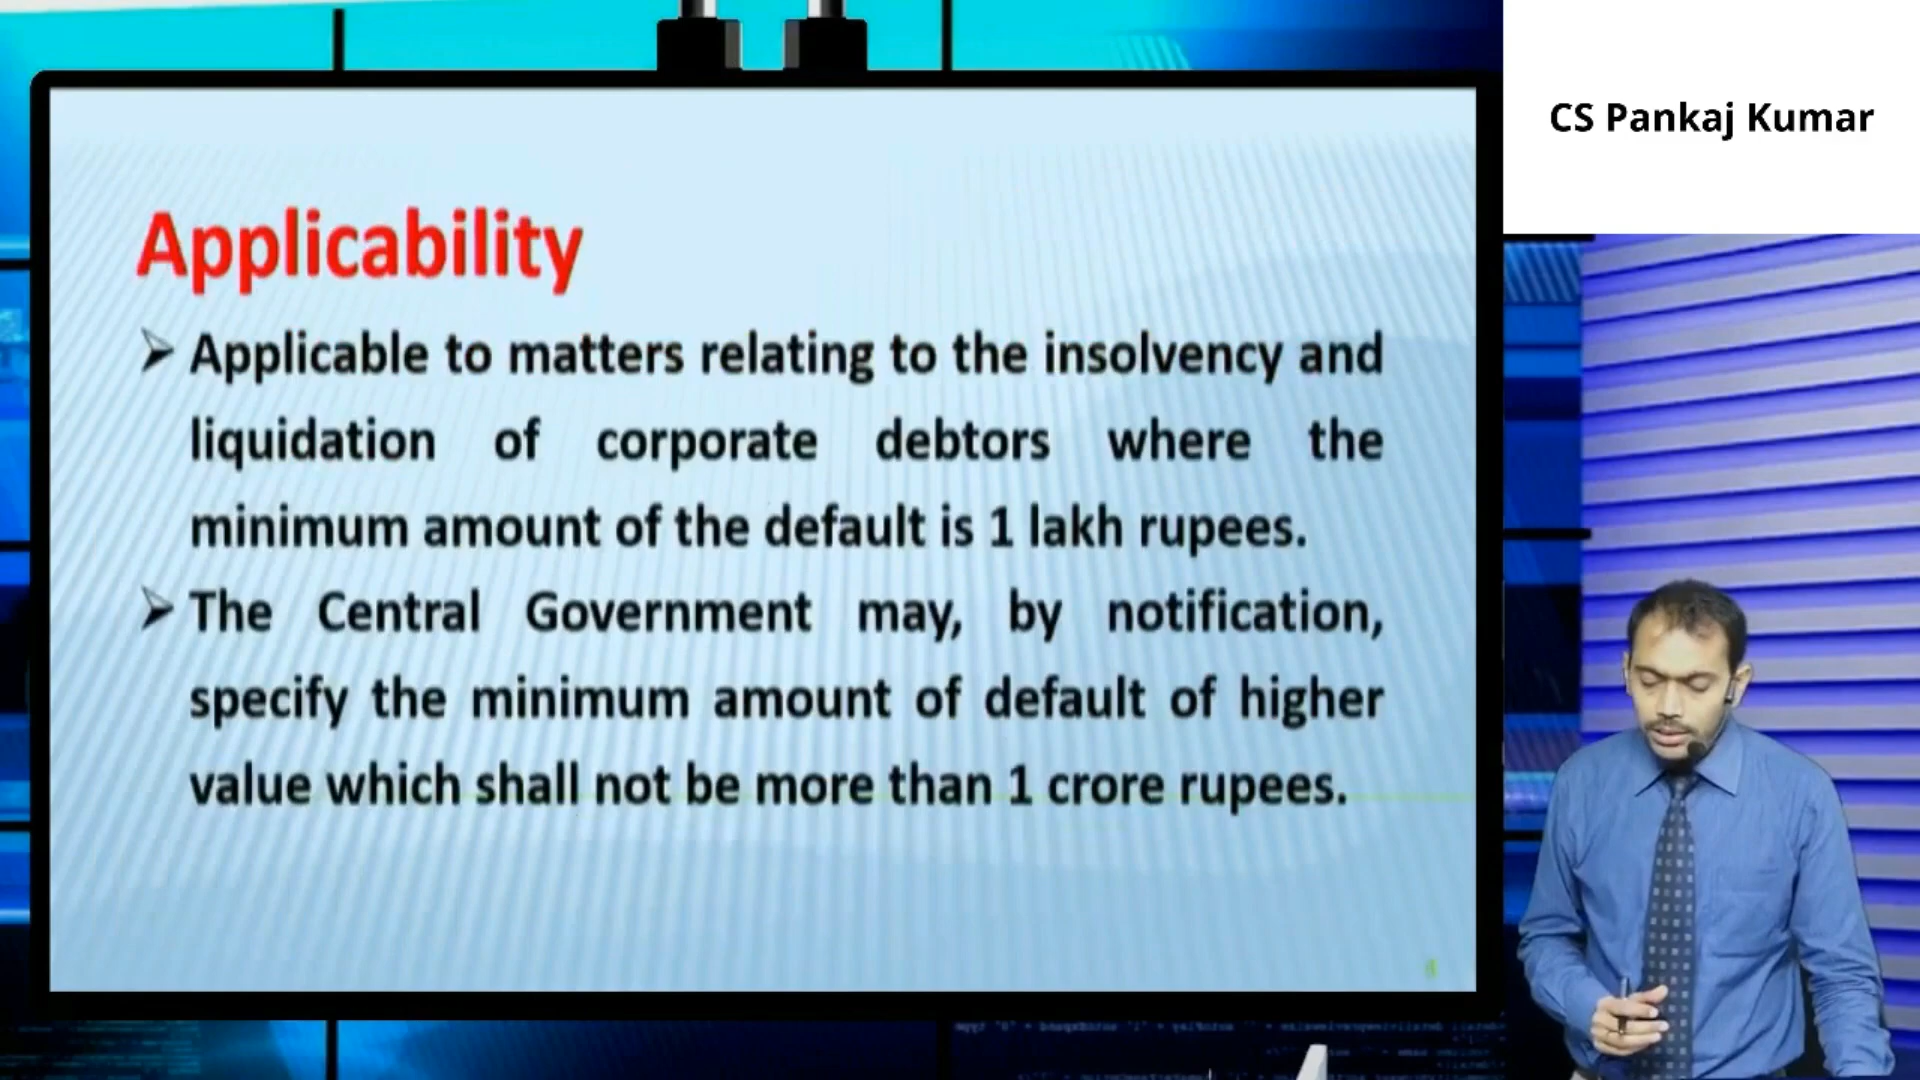 CS Pankaj Kumar
Applicability
Applicable to matters relating to the insolvency and
liquidation of corporate debtors where the
minimum amount of the default is 1 lakh rupees.
The Central Government may, by notification,
specify the minimum amount of default of higher
value which shall not be more than 1 crore rupees.